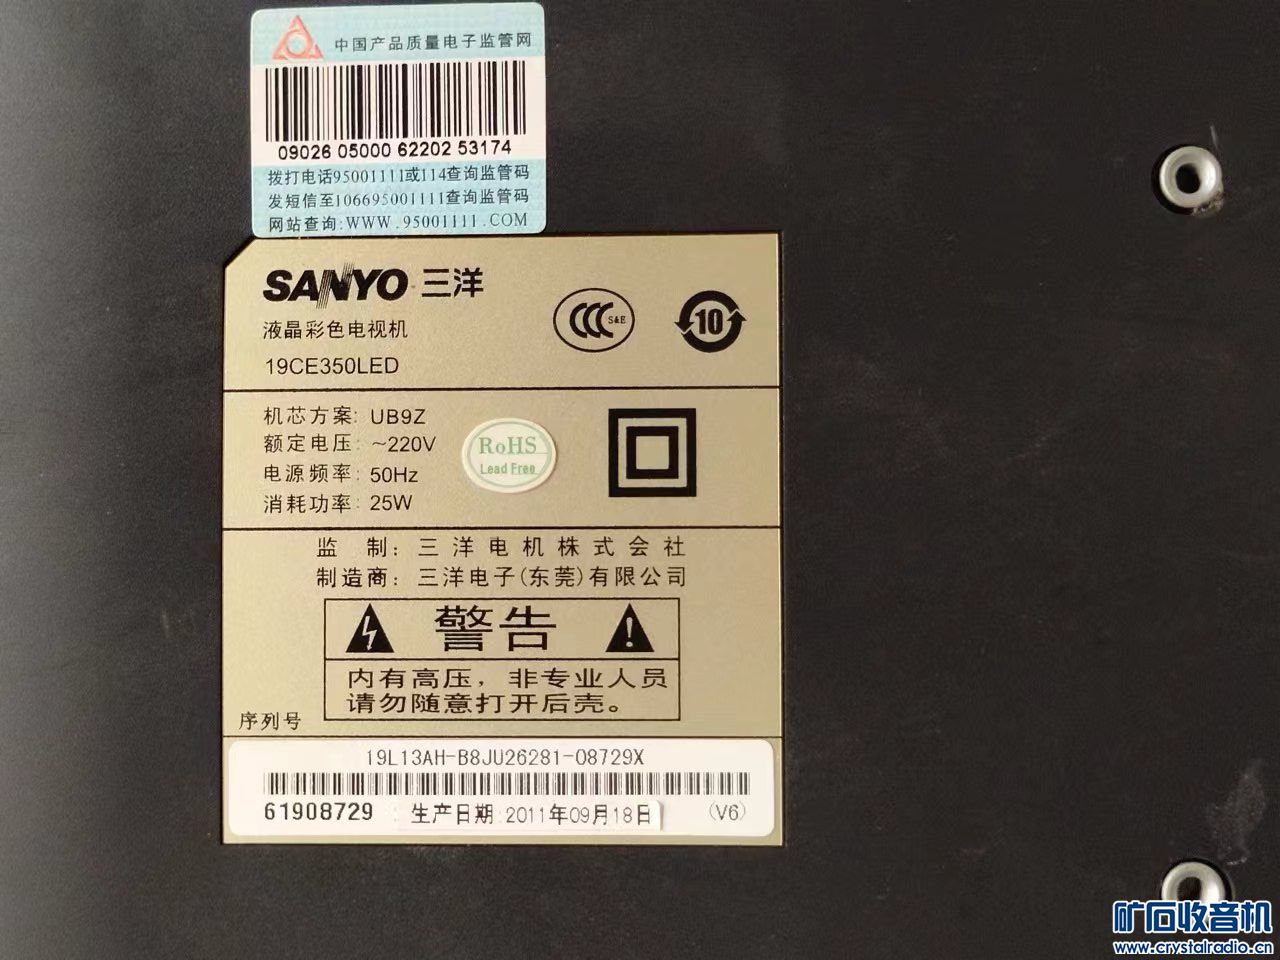 中国产品质量电子监管网
09026 05000 62202 53174
拨打电话95001111或114查询监管码
发短信至106695001111查询监管码
网站查询:WWW.95001111.COM
SANYO 三洋
液晶彩色电视机
19CE350LED
CCC S&E
10
机芯方案: UB9Z
额定电压: ~220V
电源频率: 50Hz
消耗功率: 25W
RoHS
Lead Free
监 制: 三洋电机株式会社
制造商: 三洋电子(东莞)有限公司
警告
内有高压，非专业人员
请勿随意打开后壳。
序列号
19L13AH-B8JU26281-08729X
61908729 生产日期:2011年09月18日 (V6)
矿石收音机
www.crystalradio.cn